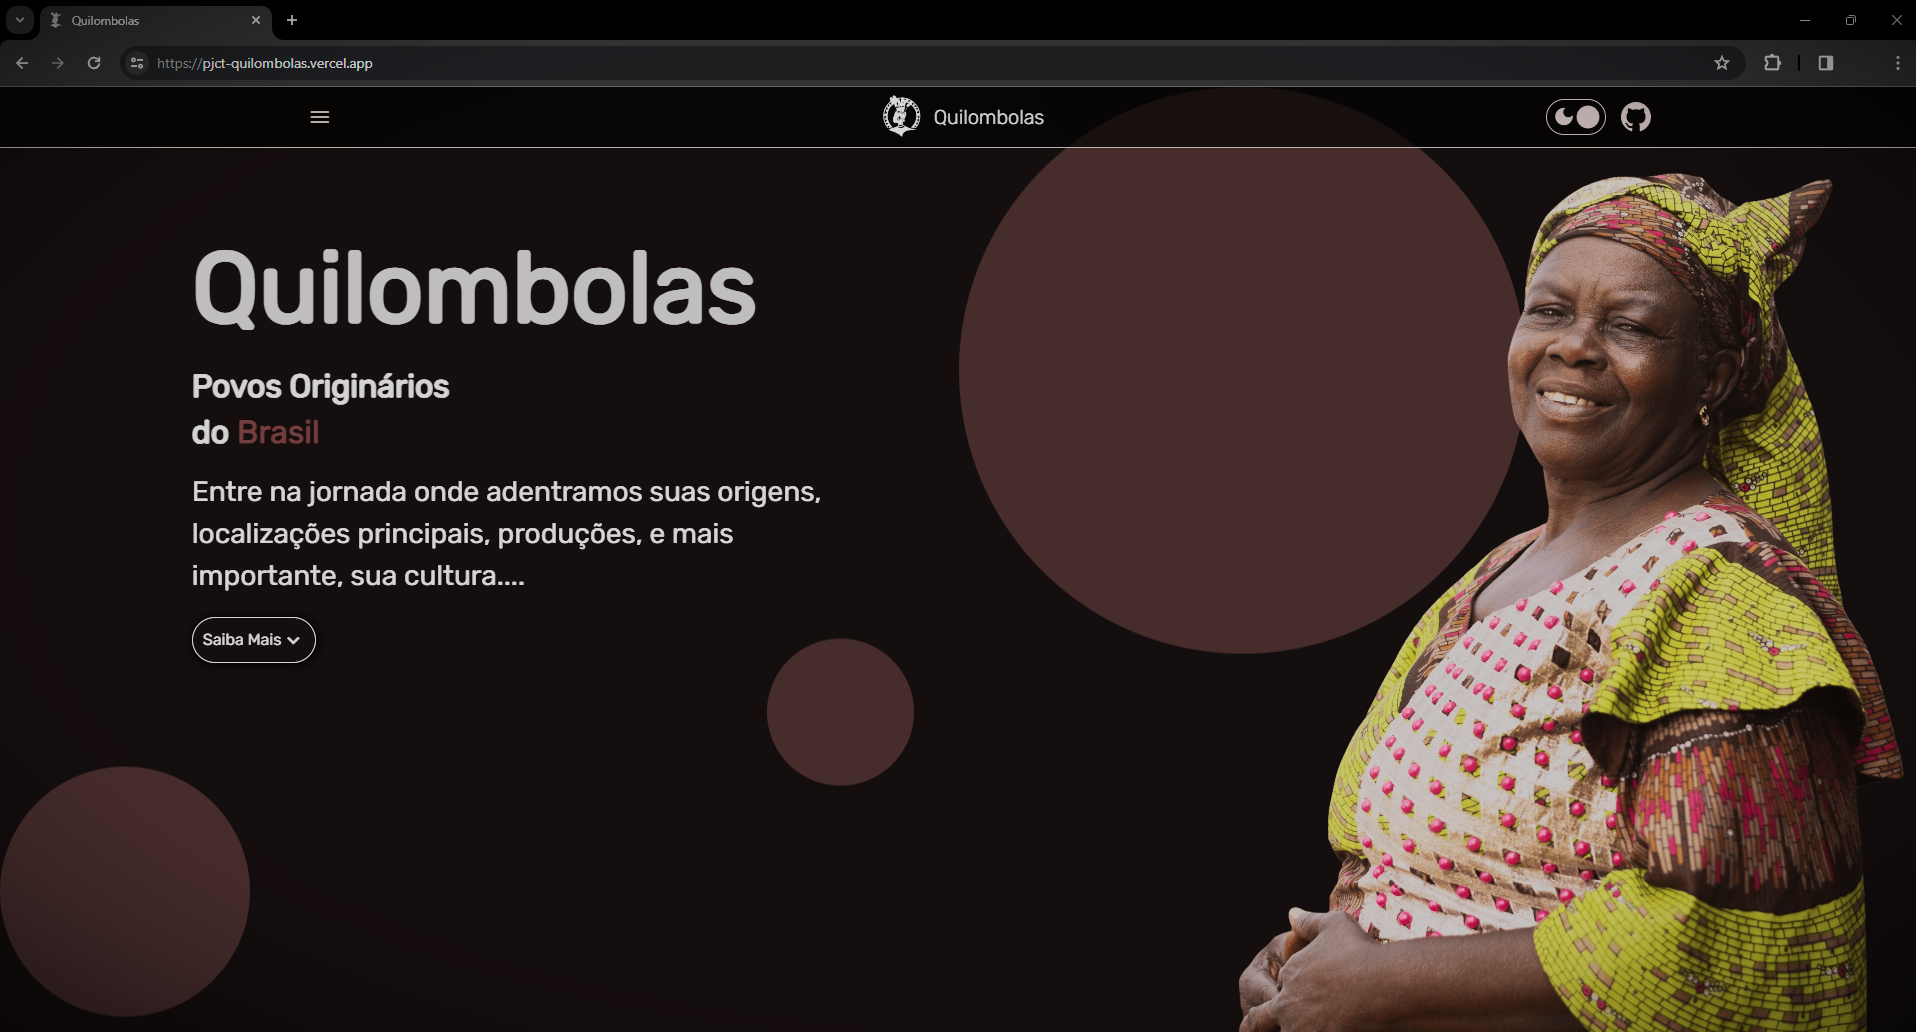 Quilombolas
https://pjct-quilombolas.vercel.app
Quilombolas
Quilombolas
Povos Originários
do Brasil
Entre na jornada onde adentramos suas origens,
localizações principais, produções, e mais
importante, sua cultura....
Saiba Mais